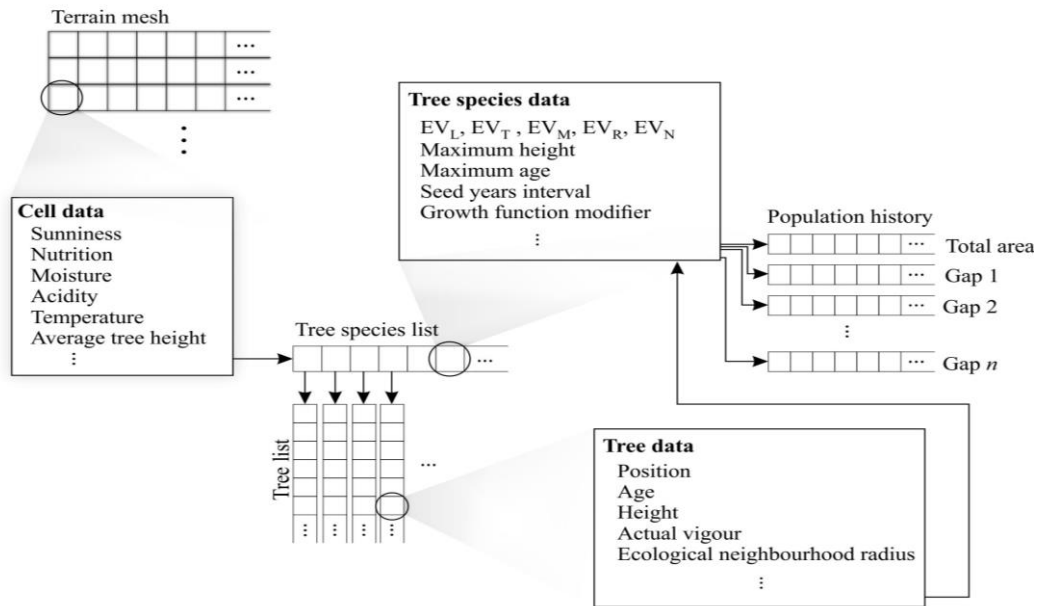 Terrain mesh
...
...
...
⋮
Cell data
Sunniness
Nutrition
Moisture
Acidity
Temperature
Average tree height
⋮
Tree species data
EV_L, EV_T , EV_M, EV_R, EV_N
Maximum height
Maximum age
Seed years interval
Growth function modifier
⋮
Population history
... Total area
... Gap 1
... Gap 2
⋮
... Gap n
Tree species list
...
Tree list
...
⋮ ⋮ ⋮ ⋮
Tree data
Position
Age
Height
Actual vigour
Ecological neighbourhood radius
⋮